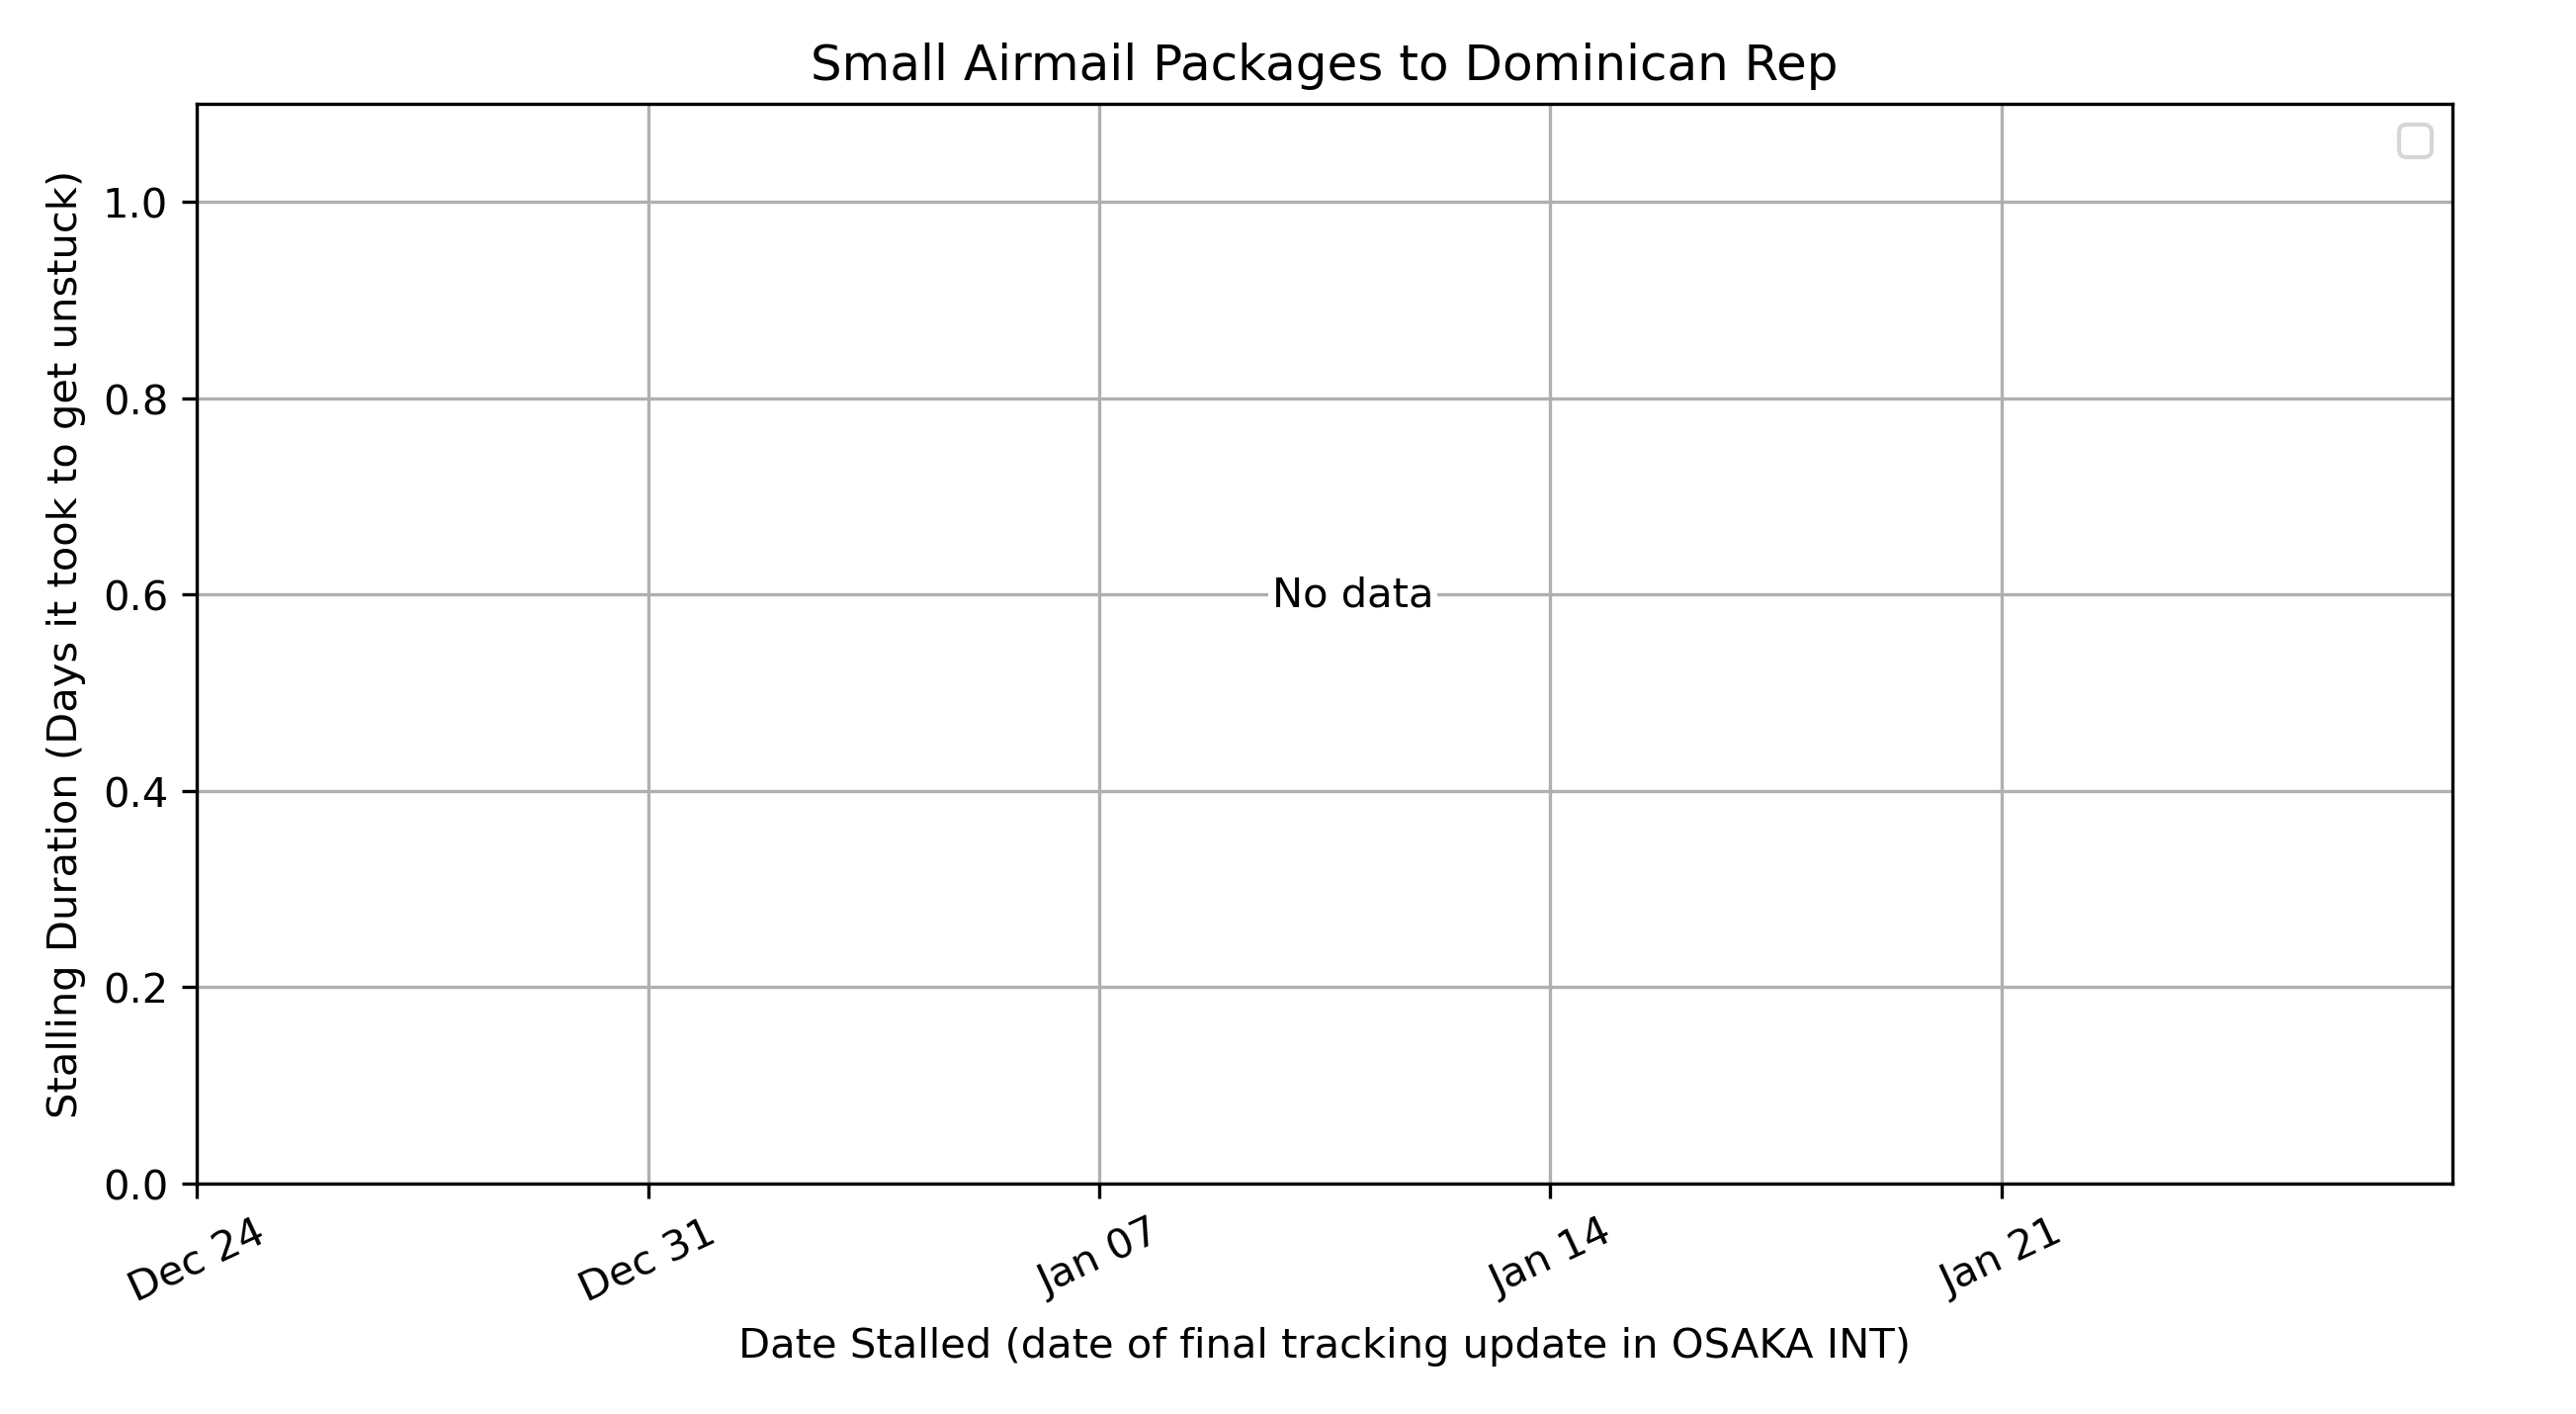 Small Airmail Packages to Dominican Rep
Stalling Duration (Days it took to get unstuck)
1.0
0.8
0.6
0.4
0.2
0.0
No data
Dec 24
Dec 31
Jan 07
Jan 14
Jan 21
Date Stalled (date of final tracking update in OSAKA INT)